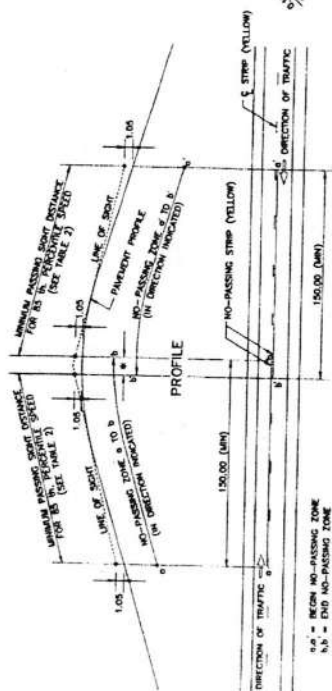 MINIMUM PASSING SIGHT DISTANCE
FOR 85 th. PERCENTILE SPEED
(SEE TABLE 2)
MINIMUM PASSING SIGHT DISTANCE
FOR 85 th. PERCENTILE SPEED
(SEE TABLE 2)
1.05
1.05
1.05
1.05
LINE OF SIGHT
LINE OF SIGHT
PAVEMENT PROFILE
NO-PASSING ZONE a TO b
(IN DIRECTION INDICATED)
NO-PASSING ZONE a' TO b'
(IN DIRECTION INDICATED)
a
b'
b
a'
PROFILE
150.00 (MIN)
NO-PASSING STRIP (YELLOW)
℄ STRIP (YELLOW)
DIRECTION OF TRAFFIC
a
b'
b
a'
DIRECTION OF TRAFFIC
150.00 (MIN)
a,a' = BEGIN NO-PASSING ZONE
b,b' = END NO-PASSING ZONE